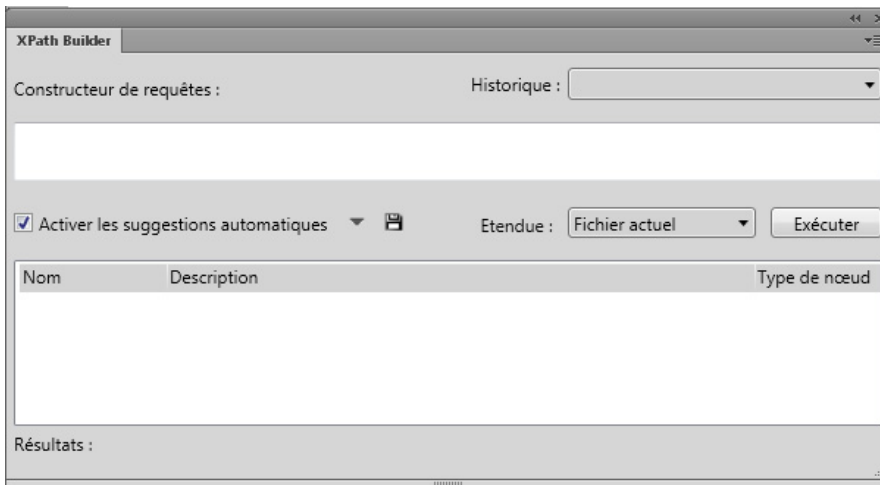 XPath Builder
Constructeur de requêtes :
Historique :
Activer les suggestions automatiques
Etendue :
Fichier actuel
Exécuter
Nom
Description
Type de nœud
Résultats :